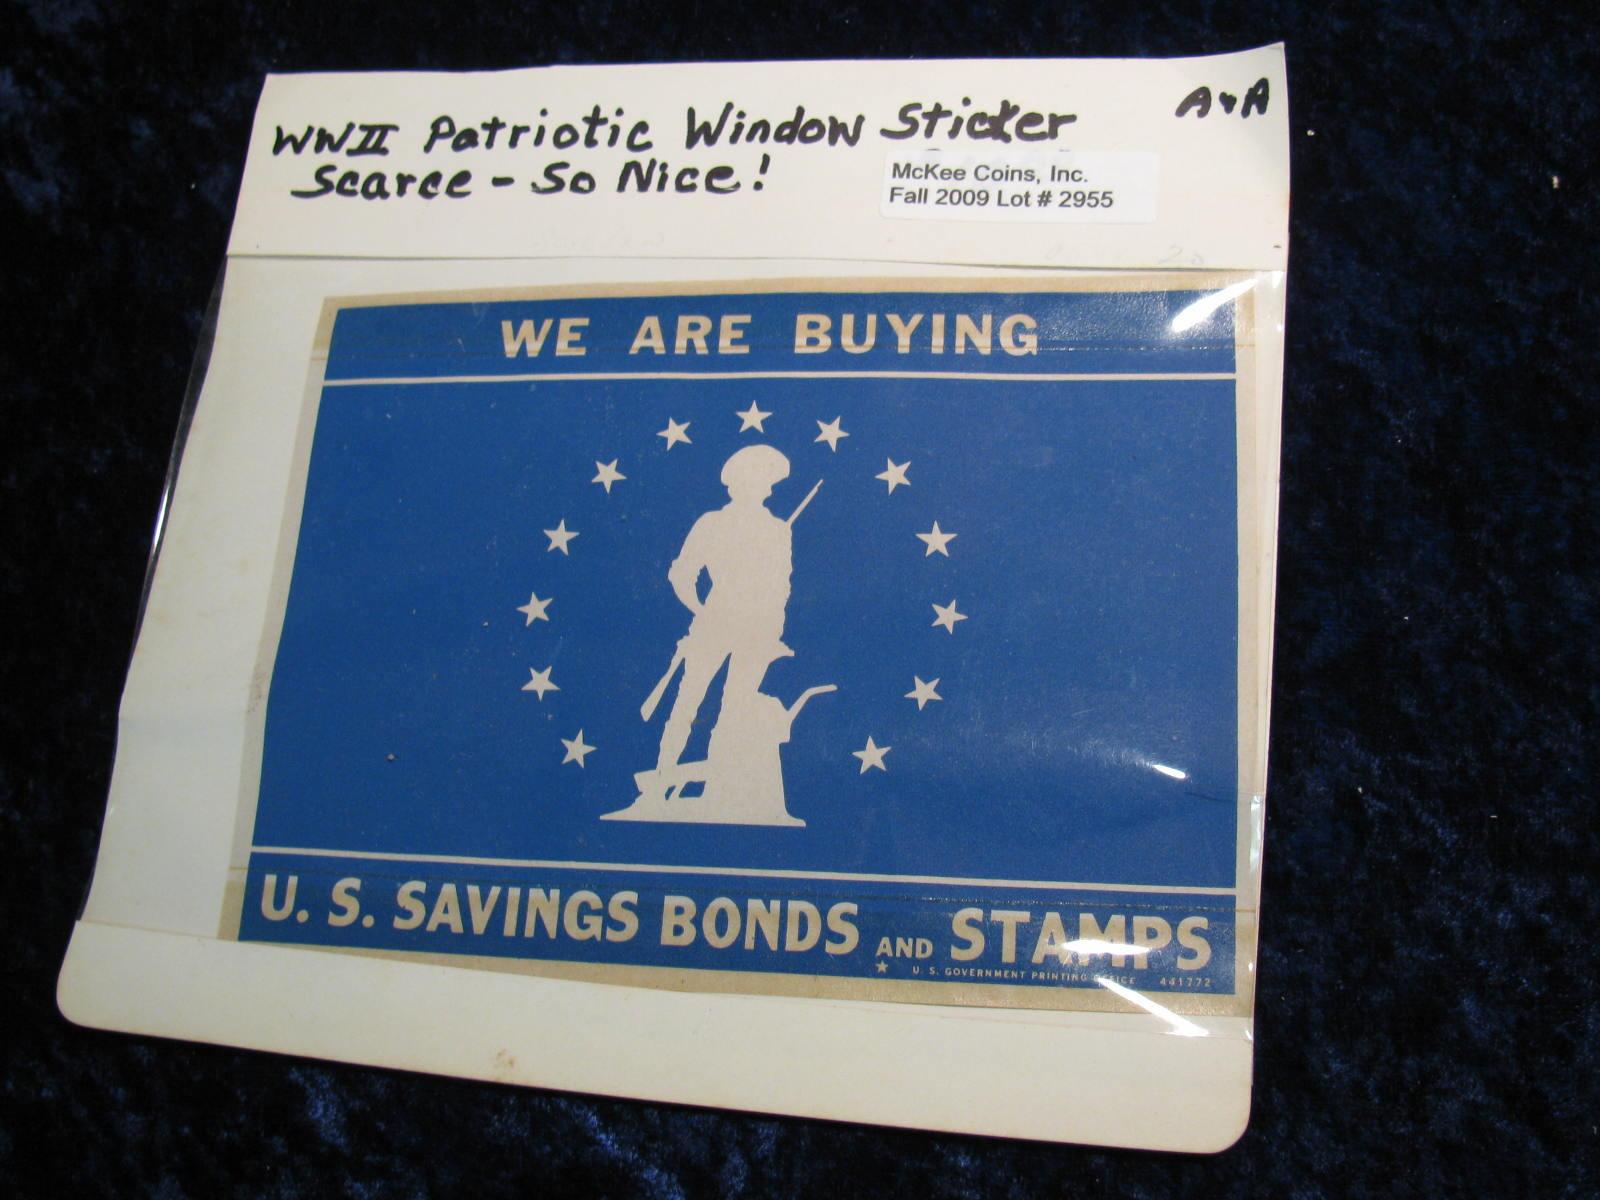 WWII Patriotic Window Sticker
Scarce - So Nice!
A&A
McKee Coins, Inc.
Fall 2009 Lot # 2955
WE ARE BUYING
U. S. SAVINGS BONDS AND STAMPS
U. S. GOVERNMENT PRINTING OFFICE 441772